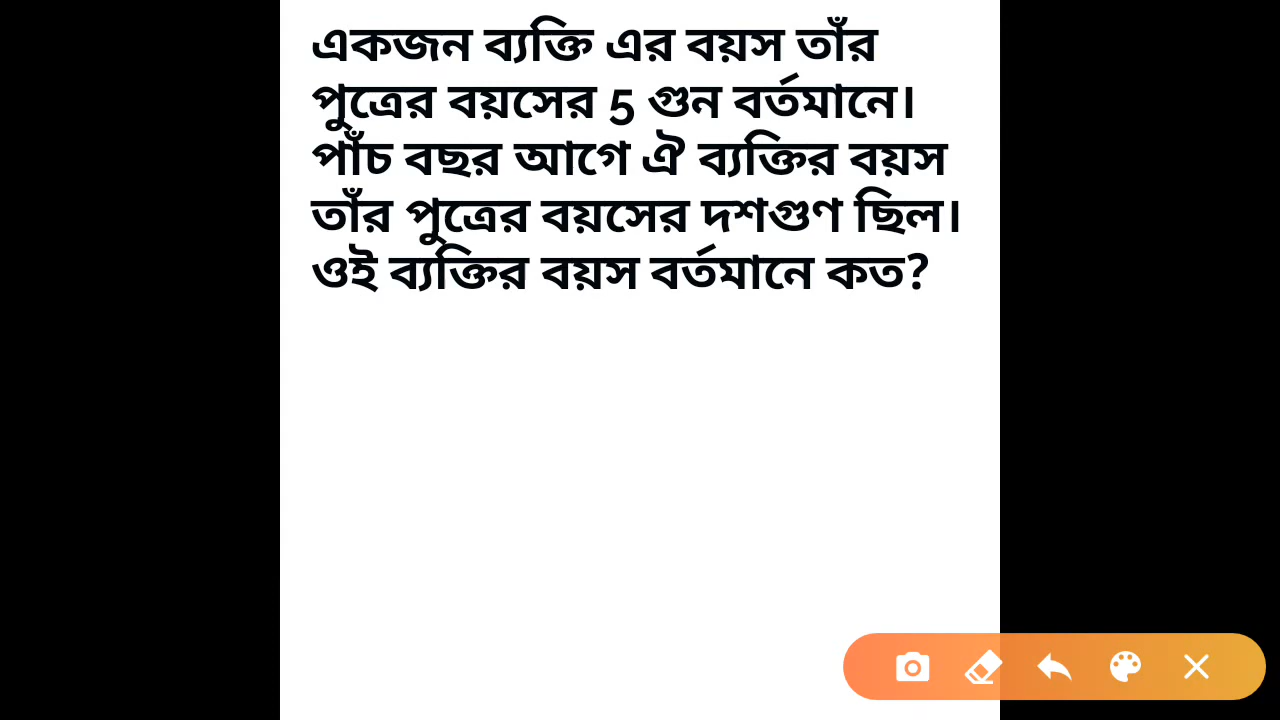 একজন ব্যক্তি এর বয়স তাঁর
পুত্রের বয়সের 5 গুন বর্তমানে।
পাঁচ বছর আগে ঐ ব্যক্তির বয়স
তাঁর পুত্রের বয়সের দশগুণ ছিল।
ওই ব্যক্তির বয়স বর্তমানে কত?